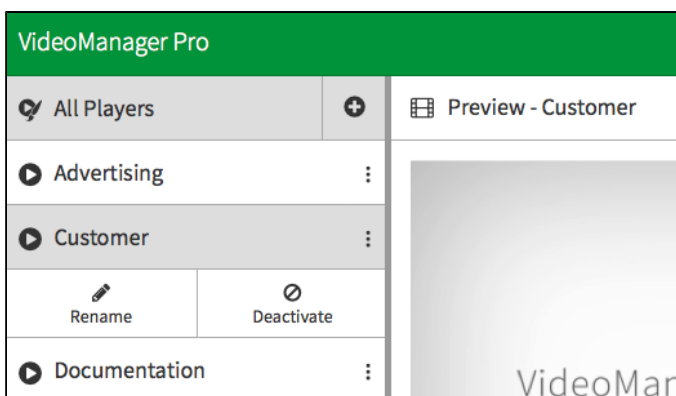 VideoManager Pro
All Players
Preview - Customer
Advertising
Customer
Rename
Deactivate
Documentation